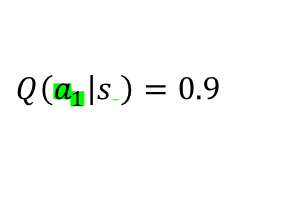 Q(a₁|s₋) = 0.9